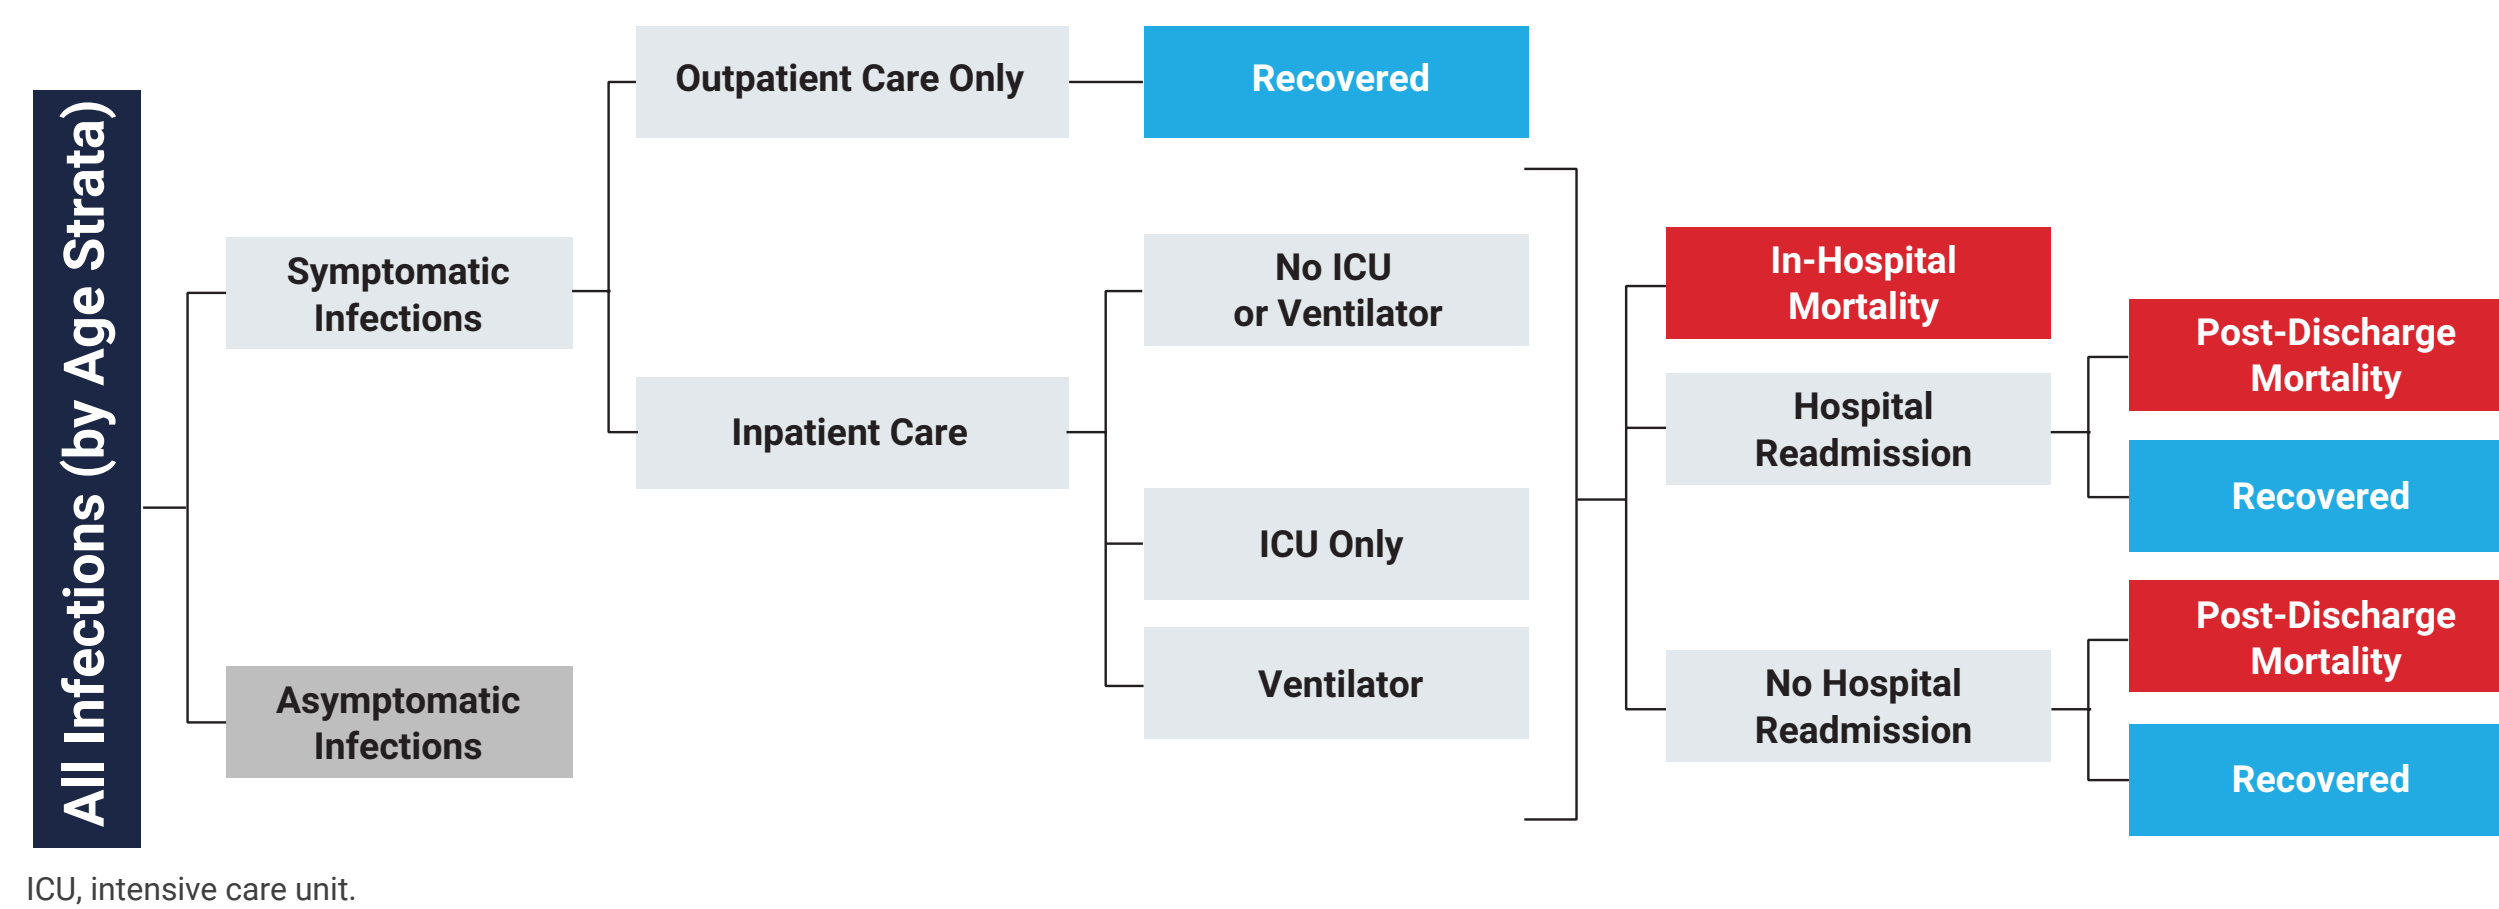 All Infections (by Age Strata)
Symptomatic
Infections
Asymptomatic
Infections
Outpatient Care Only
Inpatient Care
Recovered
No ICU
or Ventilator
ICU Only
Ventilator
In-Hospital
Mortality
Hospital
Readmission
No Hospital
Readmission
Post-Discharge
Mortality
Recovered
Post-Discharge
Mortality
Recovered
ICU, intensive care unit.